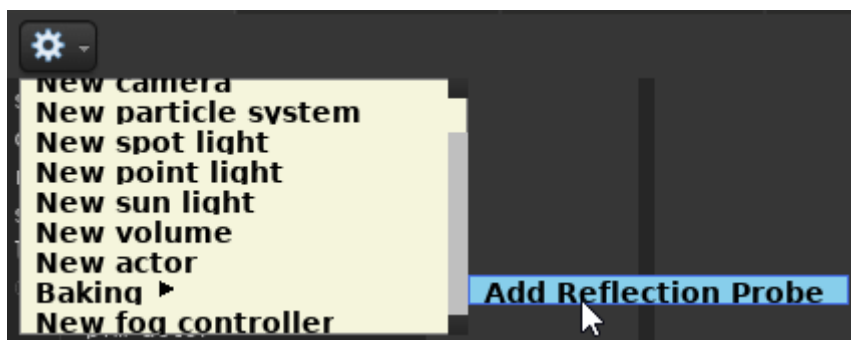 New camera
New particle system
New spot light
New point light
New sun light
New volume
New actor
Baking
Add Reflection Probe
New fog controller